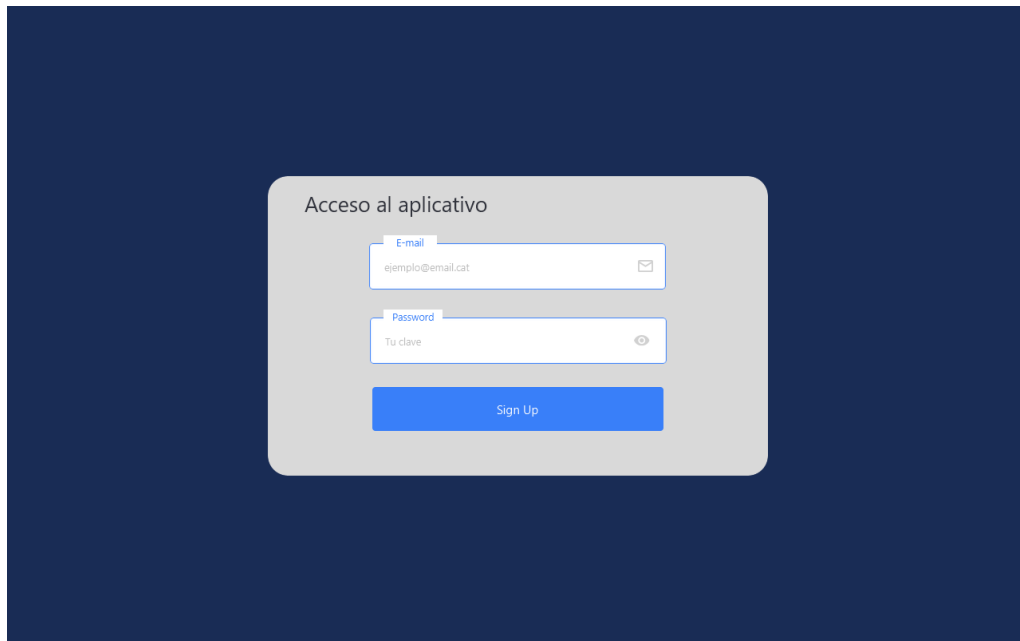 Acceso al aplicativo
E-mail
ejemplo@email.cat
Password
Tu clave
Sign Up